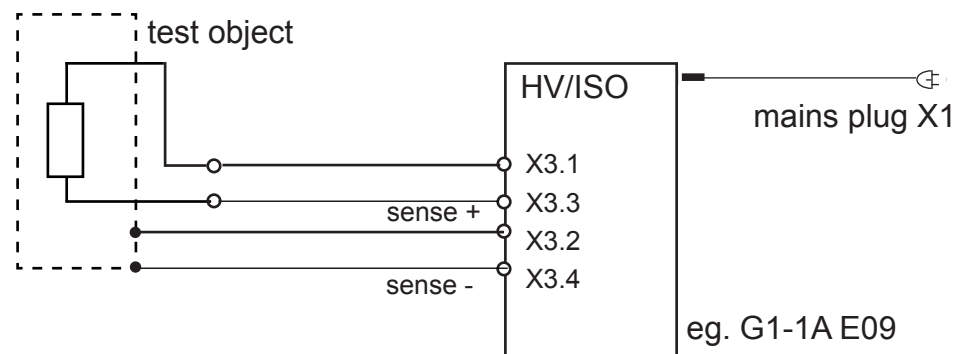 test object
HV/ISO
mains plug X1
X3.1
X3.3
sense +
X3.2
X3.4
sense -
eg. G1-1A E09